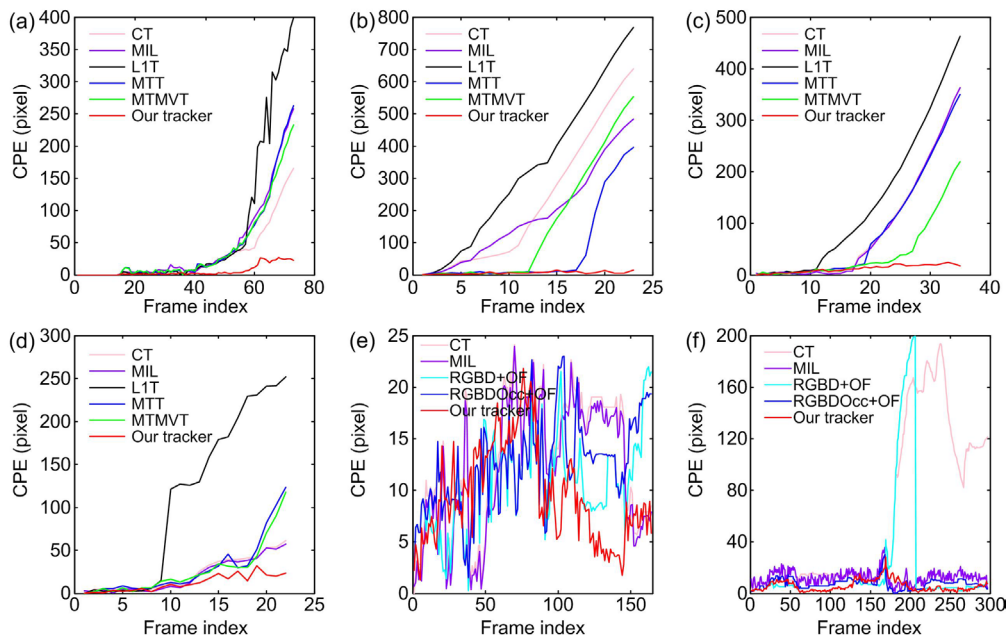 (a)
400
350
300
250
200
150
100
50
0
CPE (pixel)
CT
MIL
L1T
MTT
MTMVT
Our tracker
0 20 40 60 80
Frame index
(b)
800
700
600
500
400
300
200
100
0
CPE (pixel)
CT
MIL
L1T
MTT
MTMVT
Our tracker
0 5 10 15 20 25
Frame index
(c)
500
400
300
200
100
0
CPE (pixel)
CT
MIL
L1T
MTT
MTMVT
Our tracker
0 10 20 30 40
Frame index
(d)
300
250
200
150
100
50
0
CPE (pixel)
CT
MIL
L1T
MTT
MTMVT
Our tracker
0 5 10 15 20 25
Frame index
(e)
25
20
15
10
5
0
CPE (pixel)
CT
MIL
RGBD+OF
RGBDOcc+OF
Our tracker
0 50 100 150
Frame index
(f)
200
160
120
80
40
0
CPE (pixel)
CT
MIL
RGBD+OF
RGBDOcc+OF
Our tracker
0 50 100 150 200 250 300
Frame index